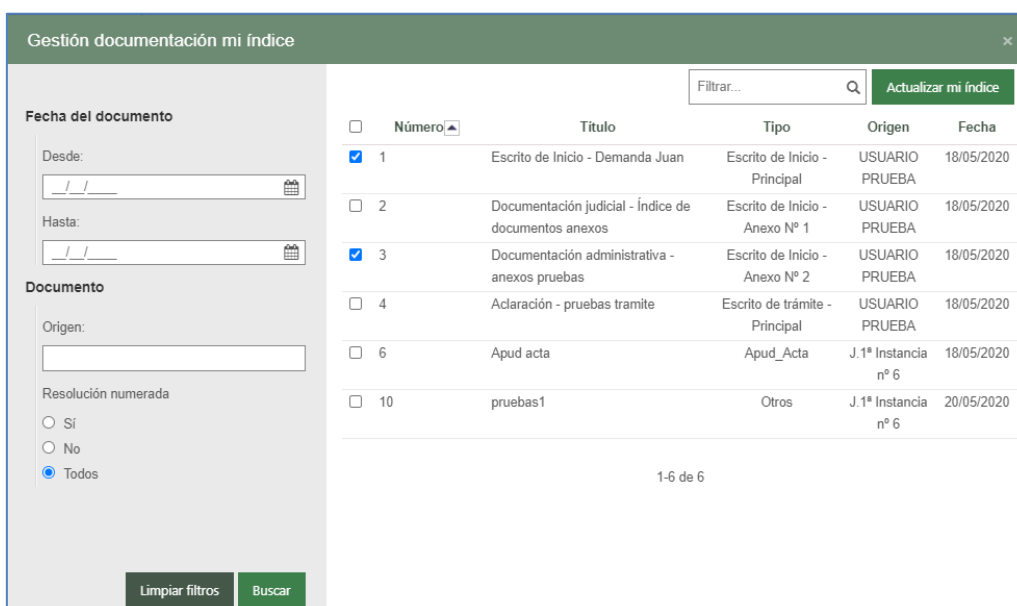 Gestión documentación mi índice
×
Fecha del documento
Desde:
__/__/____
Hasta:
__/__/____
Documento
Origen:
Resolución numerada
Sí
No
Todos
Limpiar filtros
Buscar
Filtrar...
Actualizar mi índice
Número Título Tipo Origen Fecha
1 Escrito de Inicio - Demanda Juan Escrito de Inicio - USUARIO 18/05/2020
Principal PRUEBA
2 Documentación judicial - Índice de Escrito de Inicio - USUARIO 18/05/2020
documentos anexos Anexo Nº 1 PRUEBA
3 Documentación administrativa - Escrito de Inicio - USUARIO 18/05/2020
anexos pruebas Anexo Nº 2 PRUEBA
4 Aclaración - pruebas tramite Escrito de trámite - USUARIO 18/05/2020
Principal PRUEBA
6 Apud acta Apud_Acta J.1ª Instancia 18/05/2020
nº 6
10 pruebas1 Otros J.1ª Instancia 20/05/2020
nº 6
1-6 de 6